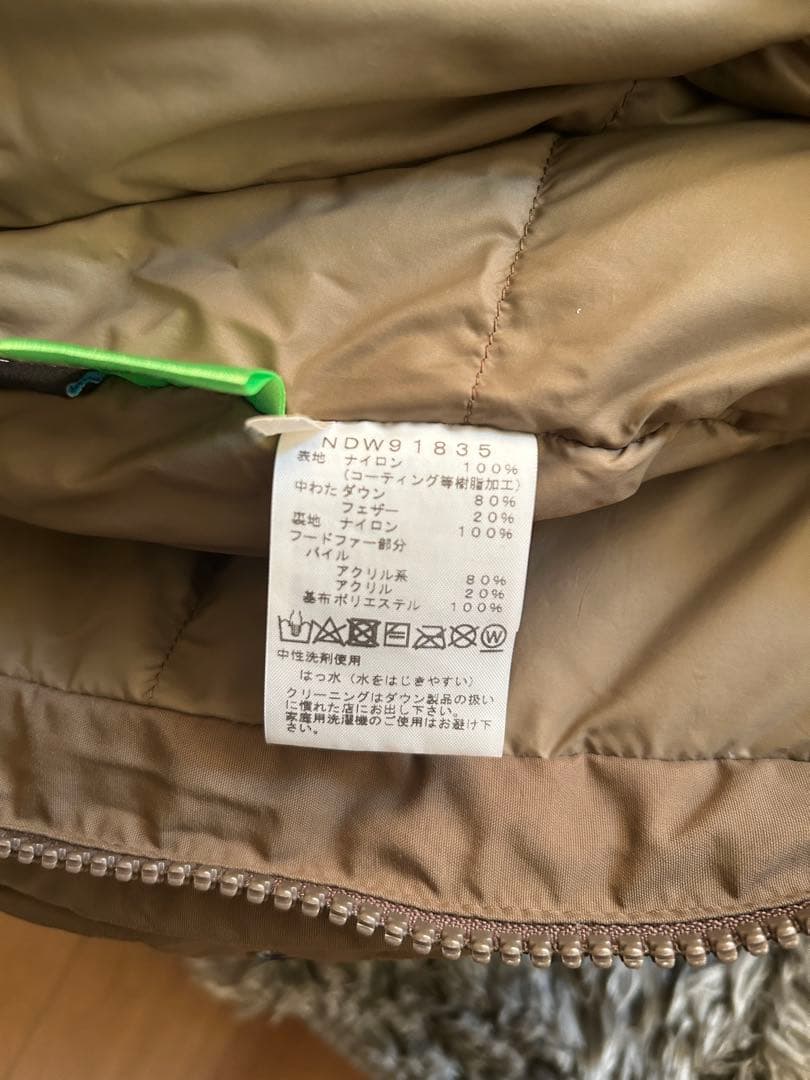 NDW91835
表地 ナイロン 100%
(コーティング等樹脂加工)
中わた ダウン 80%
フェザー 20%
裏地 ナイロン 100%
フードファー部分
パイル
アクリル系 80%
アクリル 20%
基布 ポリエステル 100%
W
中性洗剤使用
はっ水(水をはじきやすい)
クリーニングはダウン製品の扱い
に慣れた店にお出し下さい。
家庭用洗濯機のご使用はお避け下
さい。